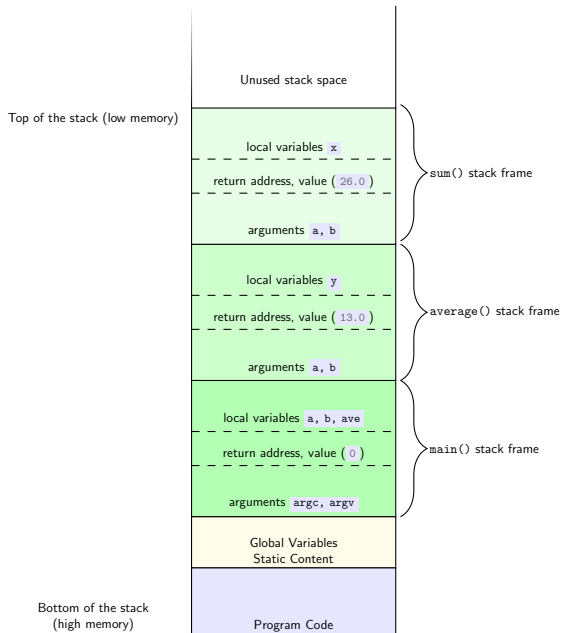 Unused stack space
Top of the stack (low memory)
local variables x
return address, value ( 26.0 )
sum() stack frame
arguments a, b
local variables y
return address, value ( 13.0 )
average() stack frame
arguments a, b
local variables a, b, ave
return address, value ( 0 )
main() stack frame
arguments argc, argv
Global Variables
Static Content
Bottom of the stack
(high memory)
Program Code